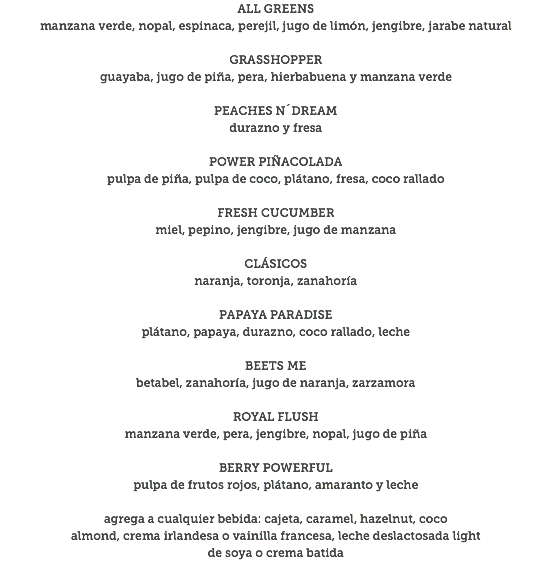 ALL GREENS
manzana verde, nopal, espinaca, perejil, jugo de limón, jengibre, jarabe natural
GRASSHOPPER
guayaba, jugo de piña, pera, hierbabuena y manzana verde
PEACHES N´DREAM
durazno y fresa
POWER PIÑACOLADA
pulpa de piña, pulpa de coco, plátano, fresa, coco rallado
FRESH CUCUMBER
miel, pepino, jengibre, jugo de manzana
CLÁSICOS
naranja, toronja, zanahoría
PAPAYA PARADISE
plátano, papaya, durazno, coco rallado, leche
BEETS ME
betabel, zanahoría, jugo de naranja, zarzamora
ROYAL FLUSH
manzana verde, pera, jengibre, nopal, jugo de piña
BERRY POWERFUL
pulpa de frutos rojos, plátano, amaranto y leche
agrega a cualquier bebida: cajeta, caramel, hazelnut, coco
almond, crema irlandesa o vainilla francesa, leche deslactosada light
de soya o crema batida